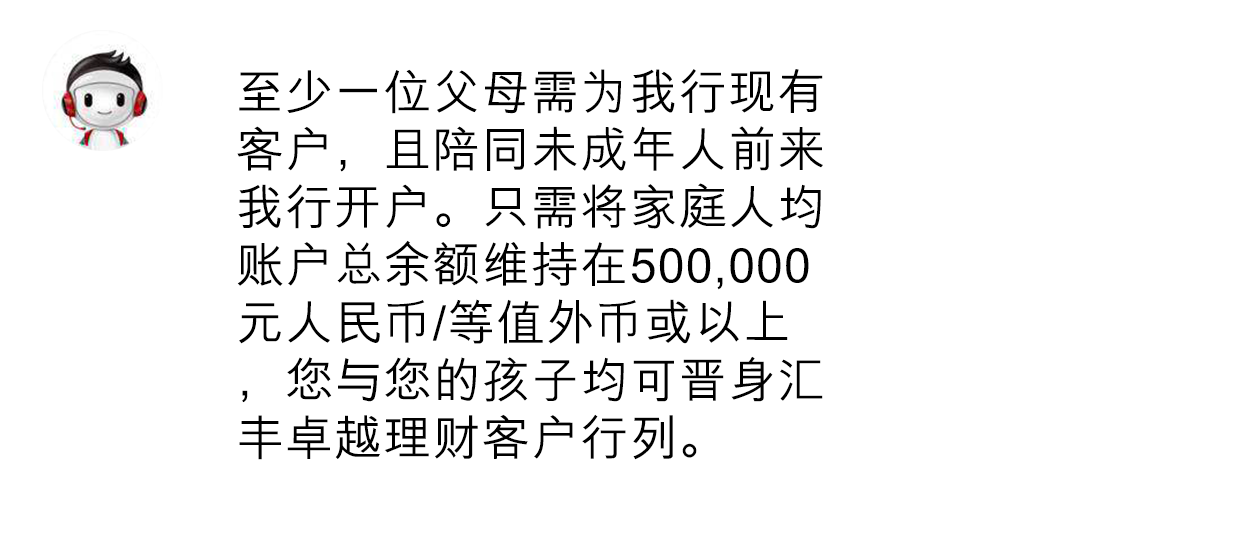 至少一位父母需为我行现有
客户，且陪同未成年人前来
我行开户。只需将家庭人均
账户总余额维持在500,000
元人民币/等值外币或以上
，您与您的孩子均可晋身汇
丰卓越理财客户行列。